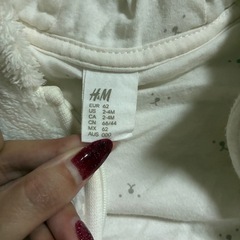 H&M
EUR 62
US 2-4M
CA 2-4M
CN 66/44
MX 62
AUS 000